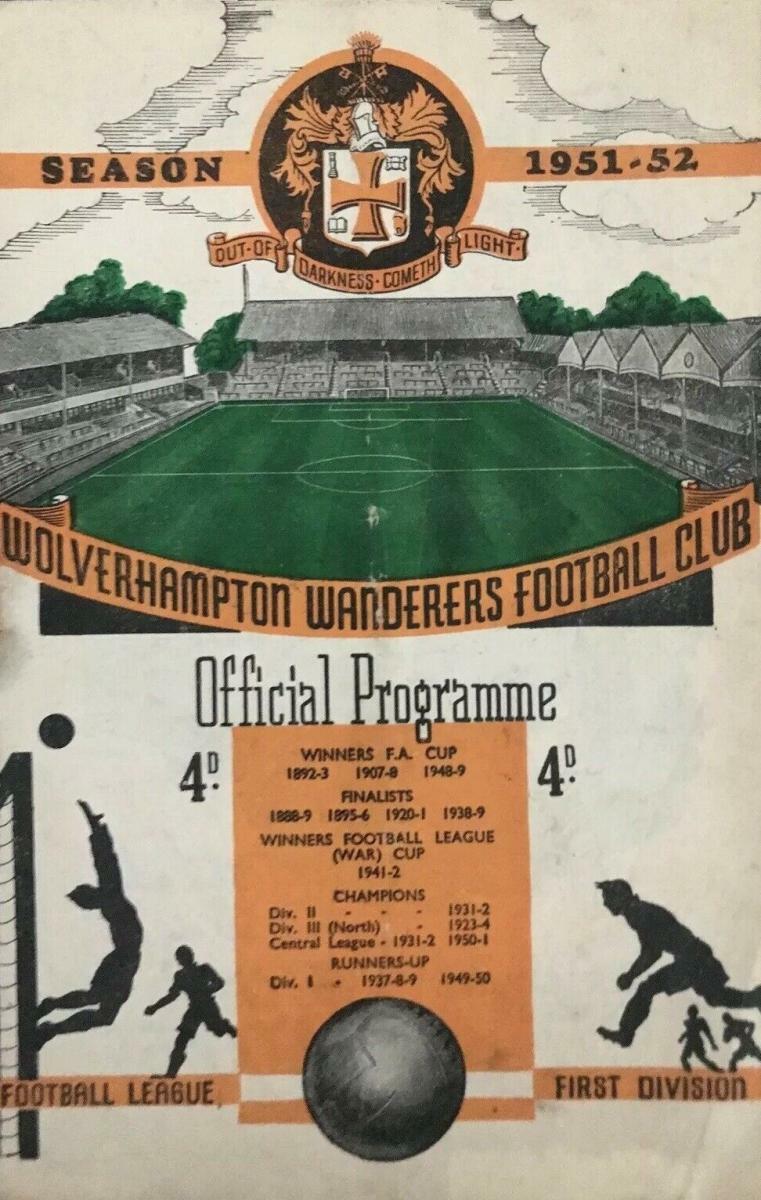 SEASON 1951-52
OUT·OF DARKNESS·COMETH LIGHT·
WOLVERHAMPTON WANDERERS FOOTBALL CLUB
Official Programme
4D. 4D.
WINNERS F.A. CUP
1892-3 1907-8 1948-9
FINALISTS
1888-9 1895-6 1920-1 1938-9
WINNERS FOOTBALL LEAGUE
(WAR) CUP
1941-2
CHAMPIONS
Div. II - - - 1931-2
Div. III (North) - 1923-4
Central League - 1931-2 1950-1
RUNNERS-UP
Div. I - 1937-8-9 1949-50
FOOTBALL LEAGUE FIRST DIVISION